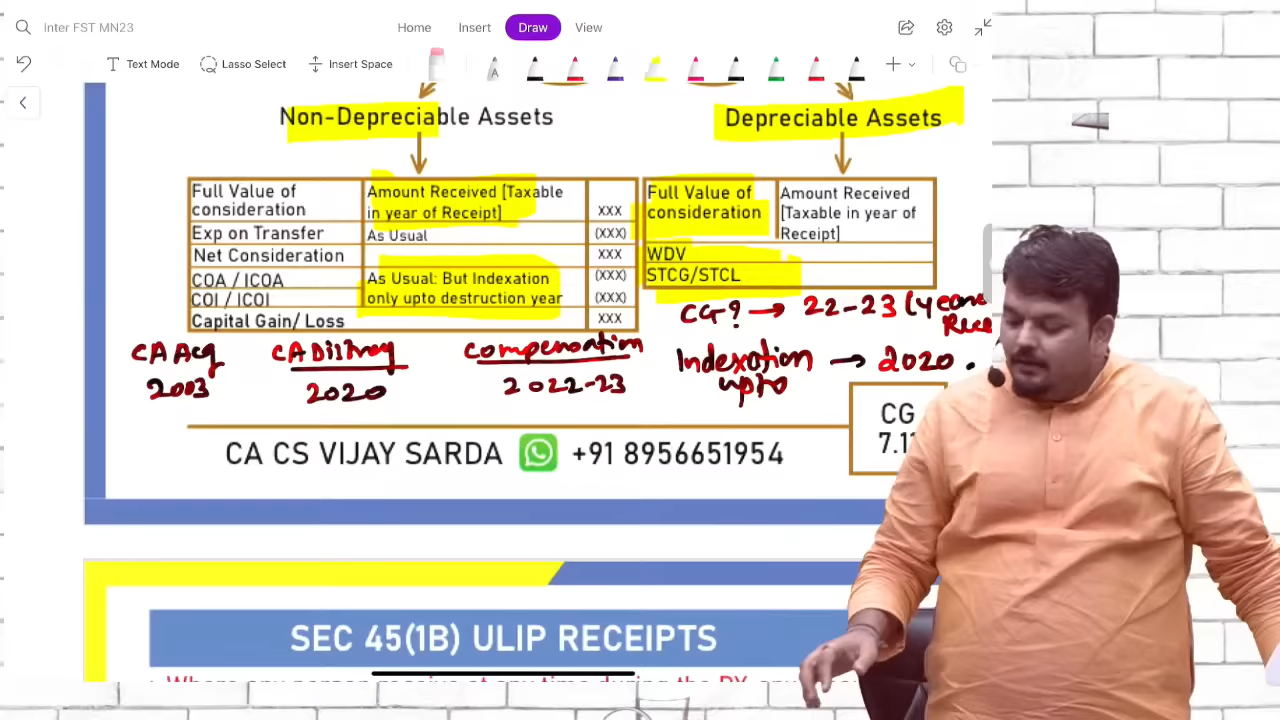 Inter FST MN23
Home Insert Draw View
Text Mode Lasso Select Insert Space
Non-Depreciable Assets
Depreciable Assets
Full Value of consideration Amount Received [Taxable in year of Receipt] XXX
Exp on Transfer As Usual (XXX)
Net Consideration XXX
COA / ICOA As Usual: But Indexation (XXX)
COI / ICOI only upto destruction year (XXX)
Capital Gain/ Loss XXX
Full Value of consideration Amount Received [Taxable in year of Receipt]
WDV
STCG/STCL
CG? → 22-23 (
CA Acq
2003
CA Distroy
2020
Compensation
2022-23
Indexation → 2020.
upto
CG
CA CS VIJAY SARDA +91 8956651954
SEC 45(1B) ULIP RECEIPTS